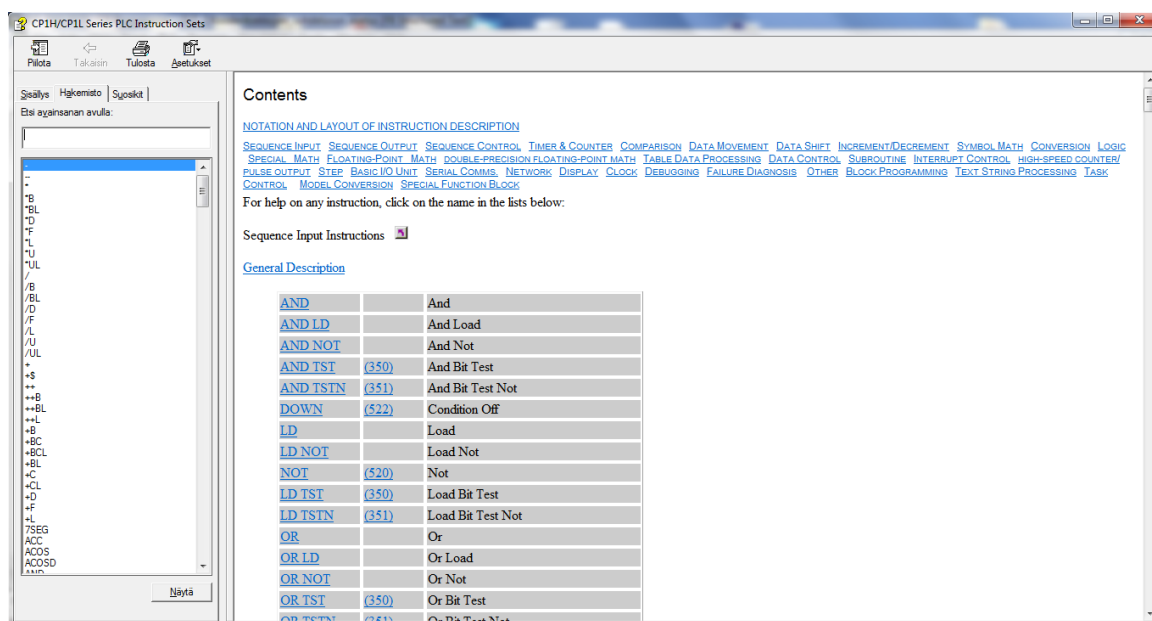 CP1H/CP1L Series PLC Instruction Sets
Piilota Takaisin Tulosta Asetukset
Sisällys Hakemisto Suosikit
Etsi avainsanan avulla:
-
*
*B
*BL
*D
*F
*L
*U
*UL
/
/B
/BL
/D
/F
/L
/U
/UL
+
+$
++
++B
++BL
++L
+B
+BC
+BCL
+BL
+C
+CL
+D
+F
+L
7SEG
ACC
ACOS
ACOSD
AND
Näytä
Contents
NOTATION AND LAYOUT OF INSTRUCTION DESCRIPTION
SEQUENCE INPUT SEQUENCE OUTPUT SEQUENCE CONTROL TIMER & COUNTER COMPARISON DATA MOVEMENT DATA SHIFT INCREMENT/DECREMENT SYMBOL MATH CONVERSION LOGIC
SPECIAL MATH FLOATING-POINT MATH DOUBLE-PRECISION FLOATING-POINT MATH TABLE DATA PROCESSING DATA CONTROL SUBROUTINE INTERRUPT CONTROL HIGH-SPEED COUNTER/
PULSE OUTPUT STEP BASIC I/O UNIT SERIAL COMMS. NETWORK DISPLAY CLOCK DEBUGGING FAILURE DIAGNOSIS OTHER BLOCK PROGRAMMING TEXT STRING PROCESSING TASK
CONTROL MODEL CONVERSION SPECIAL FUNCTION BLOCK
For help on any instruction, click on the name in the lists below:
Sequence Input Instructions
General Description
AND And
AND LD And Load
AND NOT And Not
AND TST (350) And Bit Test
AND TSTN (351) And Bit Test Not
DOWN (522) Condition Off
LD Load
LD NOT Load Not
NOT (520) Not
LD TST (350) Load Bit Test
LD TSTN (351) Load Bit Test Not
OR Or
OR LD Or Load
OR NOT Or Not
OR TST (350) Or Bit Test
OR TSTN (351) Or Bit Test Not